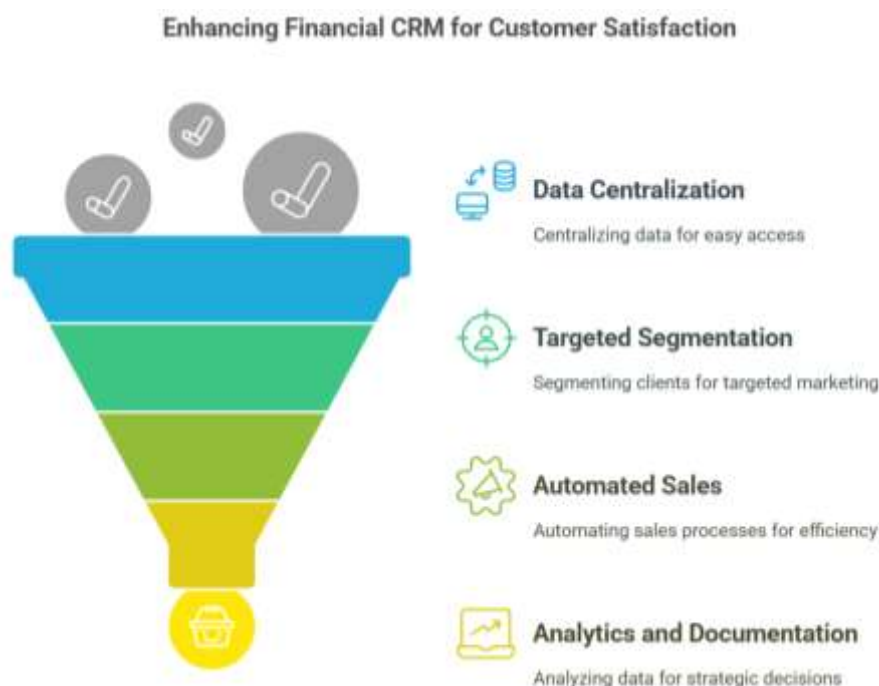 Enhancing Financial CRM for Customer Satisfaction
Data Centralization
Centralizing data for easy access
Targeted Segmentation
Segmenting clients for targeted marketing
Automated Sales
Automating sales processes for efficiency
Analytics and Documentation
Analyzing data for strategic decisions